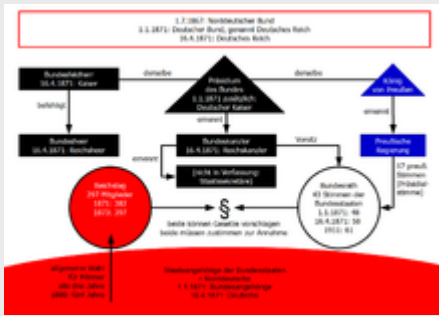 1.7.1867: Norddeutscher Bund
1.1.1871: Deutscher Bund, genannt Deutsches Reich
16.4.1871: Deutsches Reich
Bundesfeldherr
16.4.1871: Kaiser
derselbe
Präsidium
des Bundes
1.1.1871 zusätzlich:
Deutscher Kaiser
derselbe
König
von Preußen
befehligt
ernennt
ernennt
Bundesheer
16.4.1871: Reichsheer
Bundeskanzler
16.4.1871: Reichskanzler
Vorsitz
Preußische
Regierung
ernennt
(nicht in Verfassung:
Staatssekretäre)
17 preuß.
Stimmen
Reichstag
297 Mitglieder
1871: 382
1873: 397
§
beide können Gesetze vorschlagen
beide müssen zustimmen zur Annahme
Bundesrath
43 Stimmen der
Bundesstaaten
1.1.1871:
16.4.1871: 58
1911: 61
allgemeine Wahl
für Männer
alle drei Jahre
1888: fünf Jahre
Staatsangehörige der Bundesstaaten
= Norddeutsche
1.1.1871: Bundesangehörige
16.4.1871: Deutsche